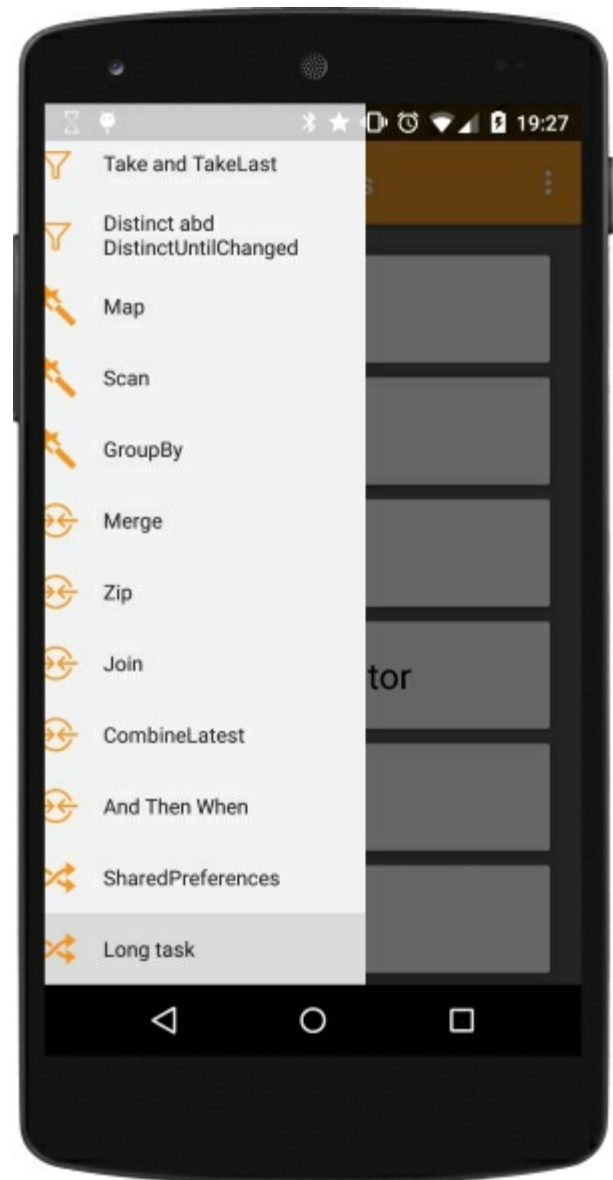 19:27
Take and TakeLast
s
Distinct abd
DistinctUntilChanged
Map
Scan
GroupBy
Merge
Zip
Join
tor
CombineLatest
And Then When
SharedPreferences
Long task